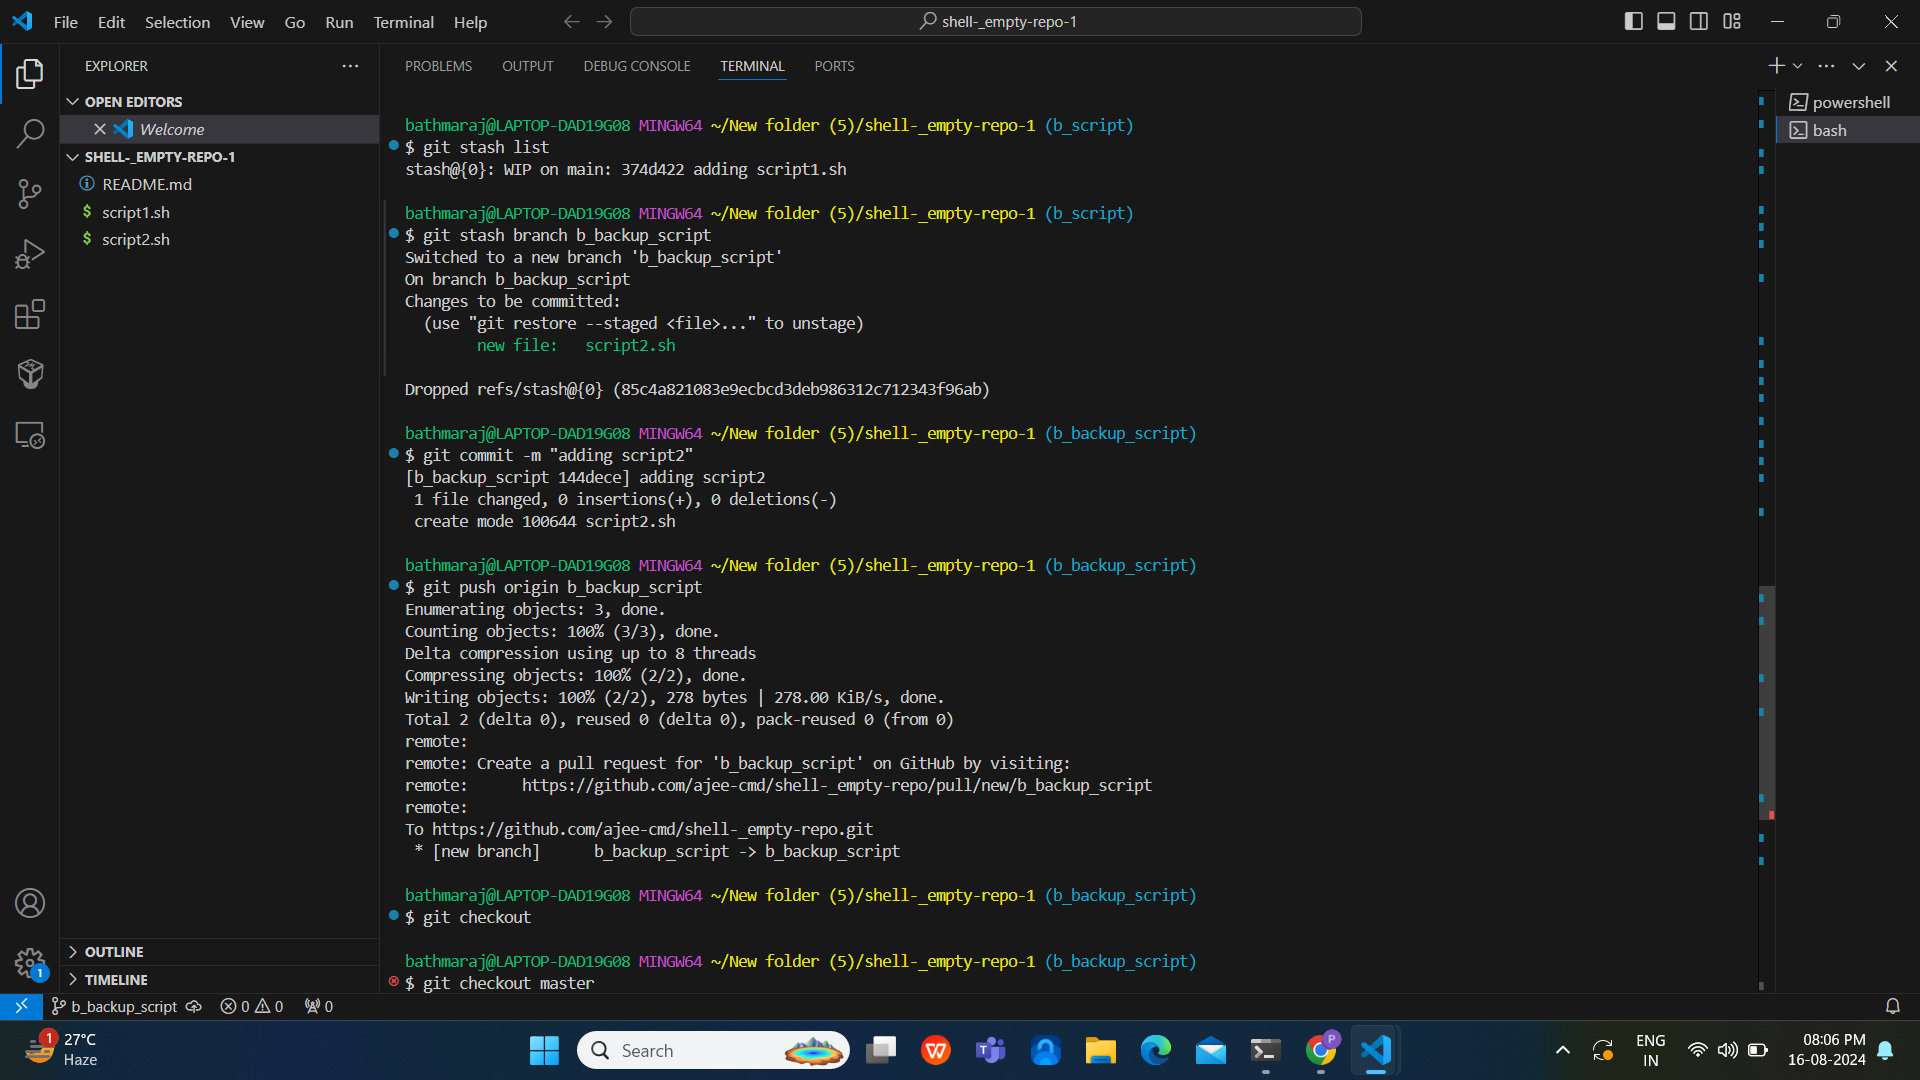 File Edit Selection View Go Run Terminal Help
shell-_empty-repo-1
EXPLORER
OPEN EDITORS
Welcome
SHELL-_EMPTY-REPO-1
README.md
script1.sh
script2.sh
OUTLINE
TIMELINE
PROBLEMS OUTPUT DEBUG CONSOLE TERMINAL PORTS
bathmaraj@LAPTOP-DAD19G08 MINGW64 ~/New folder (5)/shell-_empty-repo-1 (b_script)
$ git stash list
stash@{0}: WIP on main: 374d422 adding script1.sh
bathmaraj@LAPTOP-DAD19G08 MINGW64 ~/New folder (5)/shell-_empty-repo-1 (b_script)
$ git stash branch b_backup_script
Switched to a new branch 'b_backup_script'
On branch b_backup_script
Changes to be committed:
(use "git restore --staged <file>..." to unstage)
new file: script2.sh
Dropped refs/stash@{0} (85c4a821083e9ecbcd3deb986312c712343f96ab)
bathmaraj@LAPTOP-DAD19G08 MINGW64 ~/New folder (5)/shell-_empty-repo-1 (b_backup_script)
$ git commit -m "adding script2"
[b_backup_script 144dece] adding script2
1 file changed, 0 insertions(+), 0 deletions(-)
create mode 100644 script2.sh
bathmaraj@LAPTOP-DAD19G08 MINGW64 ~/New folder (5)/shell-_empty-repo-1 (b_backup_script)
$ git push origin b_backup_script
Enumerating objects: 3, done.
Counting objects: 100% (3/3), done.
Delta compression using up to 8 threads
Compressing objects: 100% (2/2), done.
Writing objects: 100% (2/2), 278 bytes | 278.00 KiB/s, done.
Total 2 (delta 0), reused 0 (delta 0), pack-reused 0 (from 0)
remote:
remote: Create a pull request for 'b_backup_script' on GitHub by visiting:
remote: https://github.com/ajee-cmd/shell-_empty-repo/pull/new/b_backup_script
remote:
To https://github.com/ajee-cmd/shell-_empty-repo.git
* [new branch] b_backup_script -> b_backup_script
bathmaraj@LAPTOP-DAD19G08 MINGW64 ~/New folder (5)/shell-_empty-repo-1 (b_backup_script)
$ git checkout
bathmaraj@LAPTOP-DAD19G08 MINGW64 ~/New folder (5)/shell-_empty-repo-1 (b_backup_script)
$ git checkout master
powershell
bash
1
b_backup_script 0 0 0
1
27°C
Haze
Search
P
ENG
IN
08:06 PM
16-08-2024